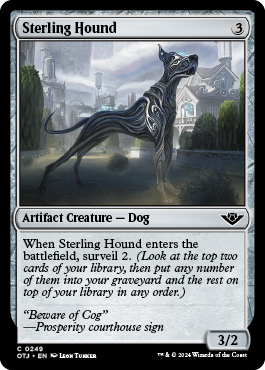 Sterling Hound 3
Artifact Creature — Dog
When Sterling Hound enters the
battlefield, surveil 2. (Look at the top two
cards of your library, then put any number
of them into your graveyard and the rest on
top of your library in any order.)
“Beware of Cog”
—Prosperity courthouse sign
3/2
C 0249
OTJ • EN Leon Tukker
™ & © 2024 Wizards of the Coast